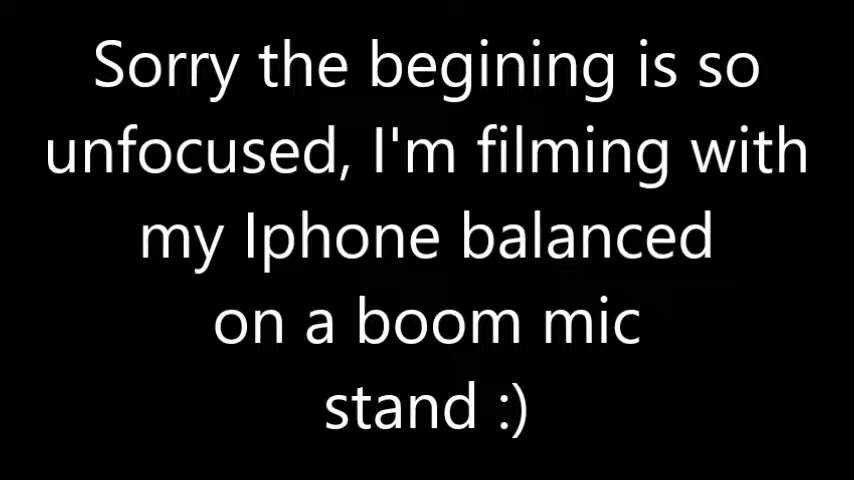 Sorry the begining is so
unfocused, I'm filming with
my Iphone balanced
on a boom mic
stand :)